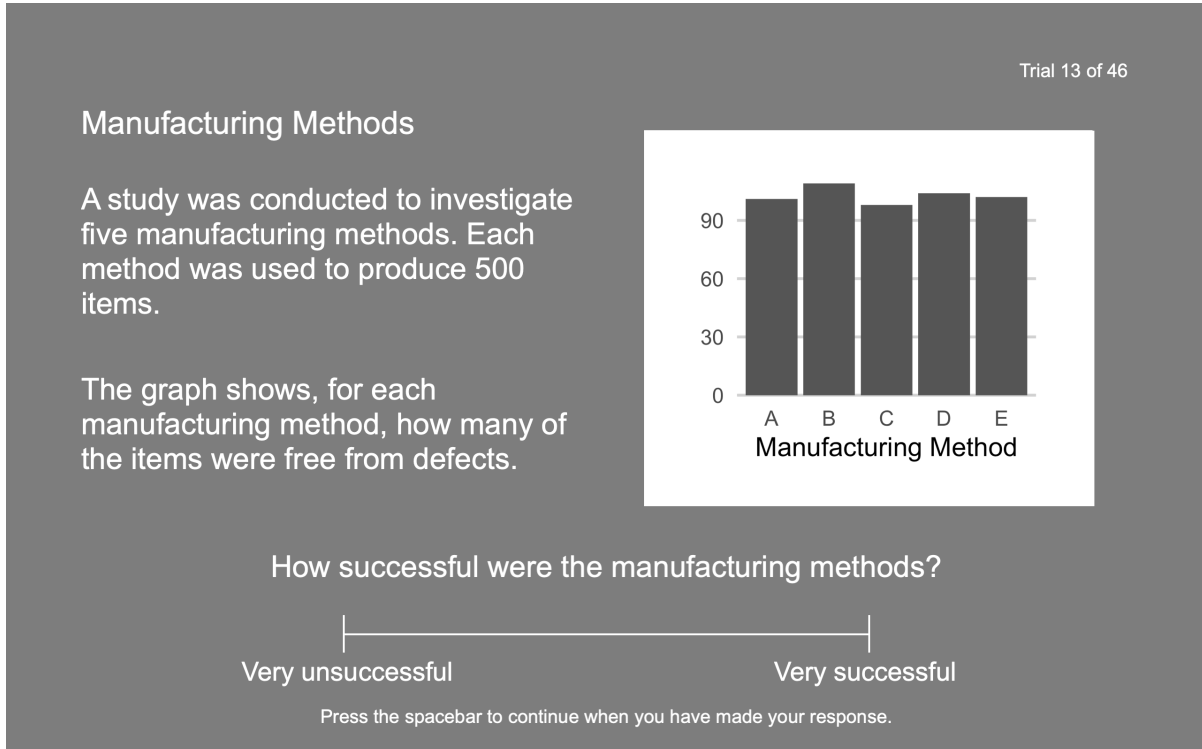 Trial 13 of 46
Manufacturing Methods
A study was conducted to investigate
five manufacturing methods. Each
method was used to produce 500
items.
The graph shows, for each
manufacturing method, how many of
the items were free from defects.
90
60
30
0
A B C D E
Manufacturing Method
How successful were the manufacturing methods?
Very unsuccessful Very successful
Press the spacebar to continue when you have made your response.